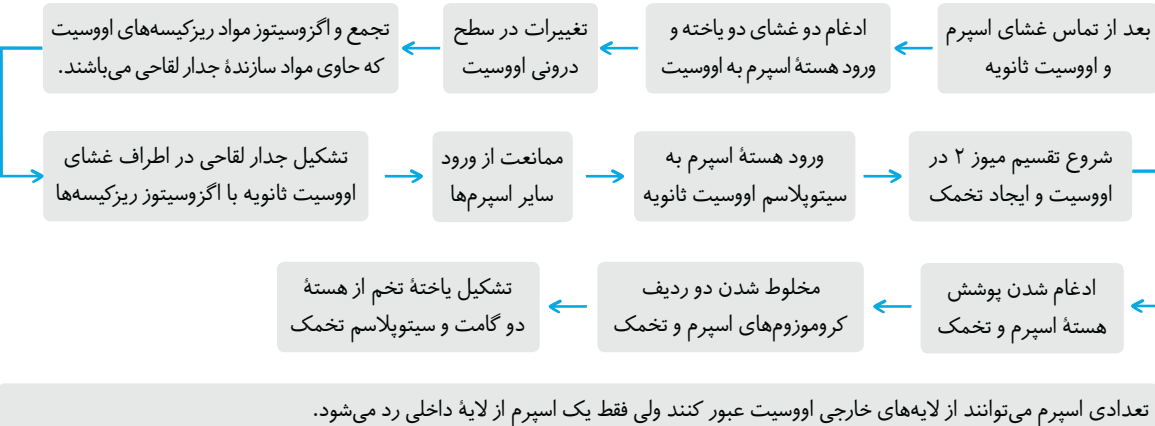 بعد از تماس غشای اسپرم
و اووسیت ثانویه
ادغام دو غشای دو یاخته و
ورود هستهٔ اسپرم به اووسیت
تغییرات در سطح
درونی اووسیت
تجمع و اگزوسیتوز مواد ریزکیسه‌های اووسیت
که حاوی مواد سازندهٔ جدار لقاحی می‌باشند.
تشکیل جدار لقاحی در اطراف غشای
اووسیت ثانویه با اگزوسیتوز ریزکیسه‌ها
ممانعت از ورود
سایر اسپرم‌ها
ورود هستهٔ اسپرم به
سیتوپلاسم اووسیت ثانویه
شروع تقسیم میوز ۲ در
اووسیت و ایجاد تخمک
ادغام شدن پوشش
هستهٔ اسپرم و تخمک
مخلوط شدن دو ردیف
کروموزوم‌های اسپرم و تخمک
تشکیل یاختهٔ تخم از هستهٔ
دو گامت و سیتوپلاسم تخمک
تعدادی اسپرم می‌توانند از لایه‌های خارجی اووسیت عبور کنند ولی فقط یک اسپرم از لایهٔ داخلی رد می‌شود.